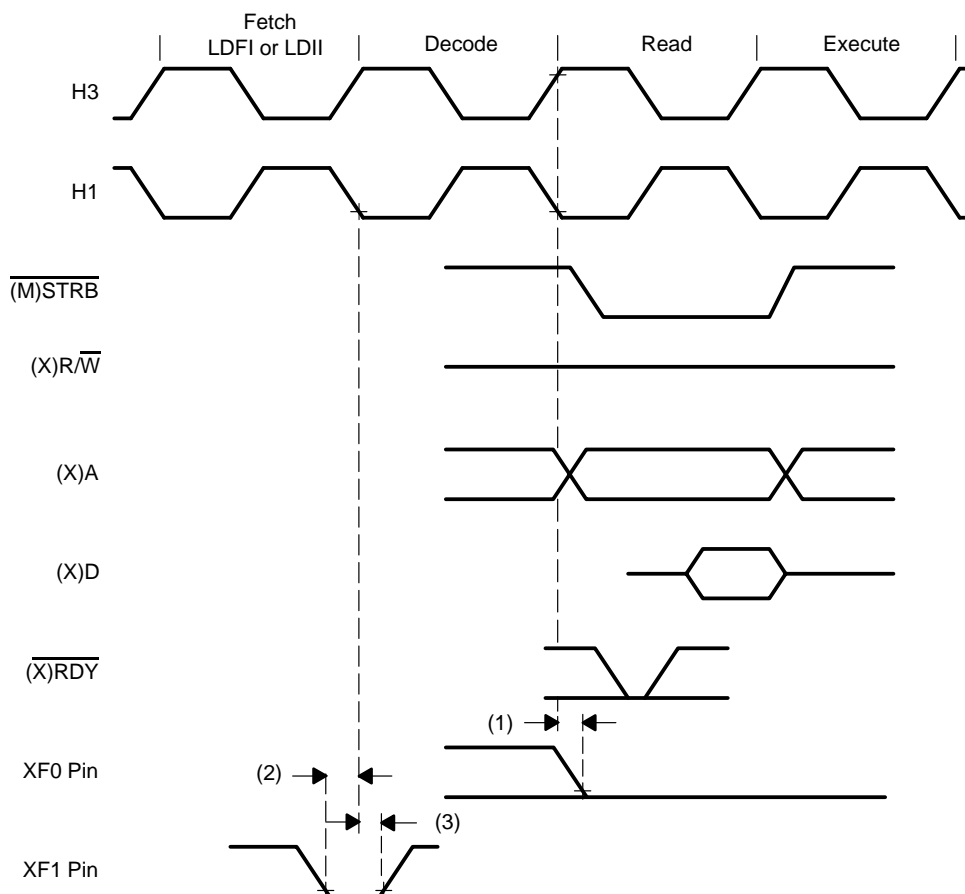 Fetch
LDFI or LDII
Decode
Read
Execute
H3
H1
(M)STRB
(X)R/W
(X)A
(X)D
(X)RDY
(1)
XF0 Pin
(2)
(3)
XF1 Pin